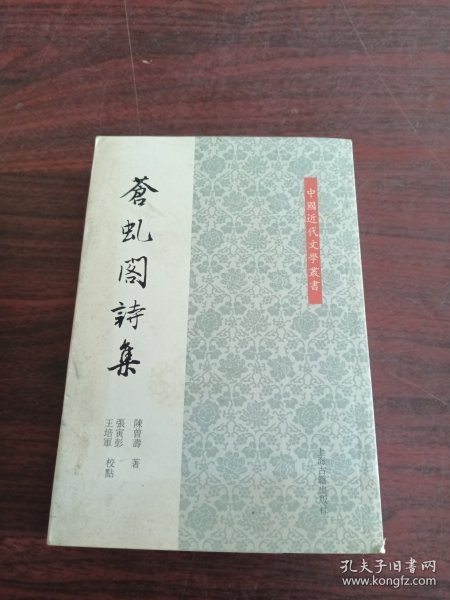 中國近代文學叢書
蒼虬閣詩集
陳曾壽 著
張寅彭
王培軍 校點
上海古籍出版社
孔夫子旧书网
www.kongfz.com